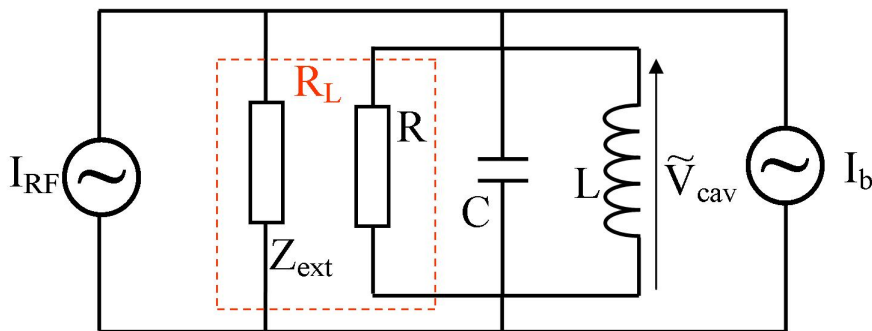 R_L
R
I_RF
Z_ext
C
L
Ṽ_cav
I_b